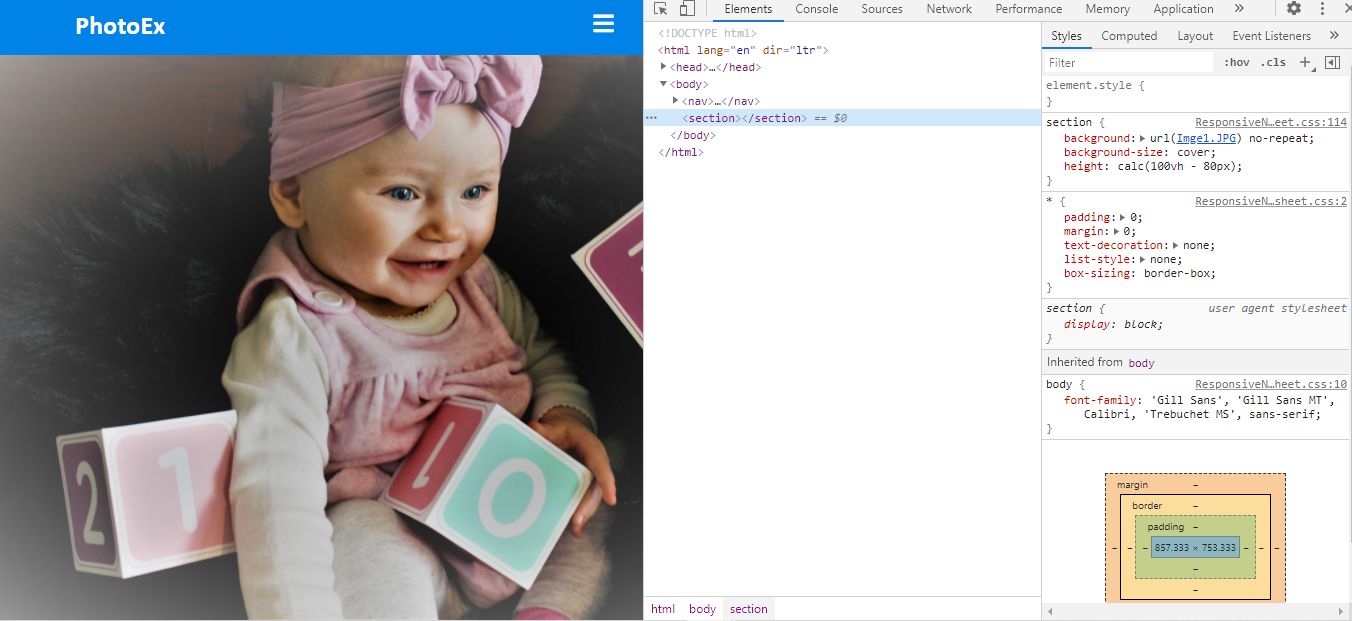 PhotoEx
Elements Console Sources Network Performance Memory Application »
<!DOCTYPE html>
<html lang="en" dir="ltr">
<head>…</head>
<body>
<nav>…</nav>
<section></section> == $0
</body>
</html>
Styles Computed Layout Event Listeners »
Filter :hov .cls +
element.style {
}
section { ResponsiveN…eet.css:114
background: url(Imge1.JPG) no-repeat;
background-size: cover;
height: calc(100vh - 80px);
}
* { ResponsiveN…sheet.css:2
padding: 0;
margin: 0;
text-decoration: none;
list-style: none;
box-sizing: border-box;
}
section { user agent stylesheet
display: block;
}
Inherited from body
body { ResponsiveN…heet.css:10
font-family: 'Gill Sans', 'Gill Sans MT',
Calibri, 'Trebuchet MS', sans-serif;
}
margin -
border -
padding -
- - - 857.333 × 753.333 - - -
-
-
2 1
1 0
html body section